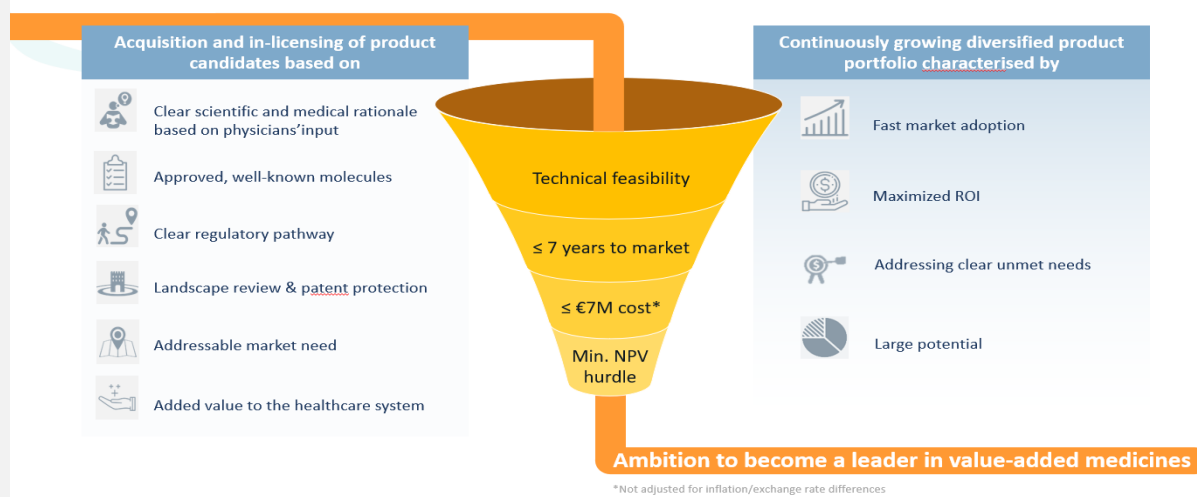 Acquisition and in-licensing of product
candidates based on
Clear scientific and medical rationale
based on physicians’input
Approved, well-known molecules
Clear regulatory pathway
Landscape review & patent protection
Addressable market need
Added value to the healthcare system
Technical feasibility
≤ 7 years to market
≤ €7M cost*
Min. NPV
hurdle
Continuously growing diversified product
portfolio characterised by
Fast market adoption
Maximized ROI
Addressing clear unmet needs
Large potential
Ambition to become a leader in value-added medicines
*Not adjusted for inflation/exchange rate differences